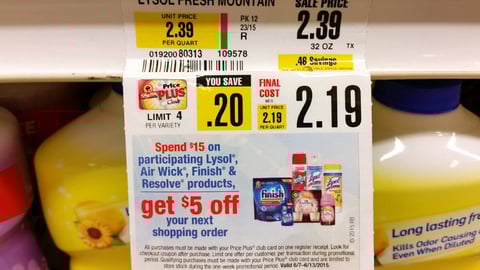 LYSOL FRESH MOUNTAIN
UNIT PRICE
2.39
PER QUART
PK 12
23/15
R
SALE PRICE
2.39
32 OZ TX
019200 80313 109578
.46 Savings
Price
PLUS
Club
LIMIT 4
PER VARIETY
YOU SAVE
.20
FINAL
COST
UNIT PRICE
2.19
PER QUART
2.19
Spend $15 on
participating Lysol®,
Air Wick®, Finish® &
Resolve® products,
get $5 off
your next
shopping order
finish
© 2015 RB
All purchases must be made with your Price Plus® club card on one register receipt. Look for
checkout coupon after purchase. Limit one offer per customer, per transaction during promotional
period. Qualifying purchases must be made with your Price Plus® club card and are limited to
store stock during the one-week promotional period. Valid 6/7-6/13/2015.
Long lasting fre
Kills Odor Causing
Even When Diluted